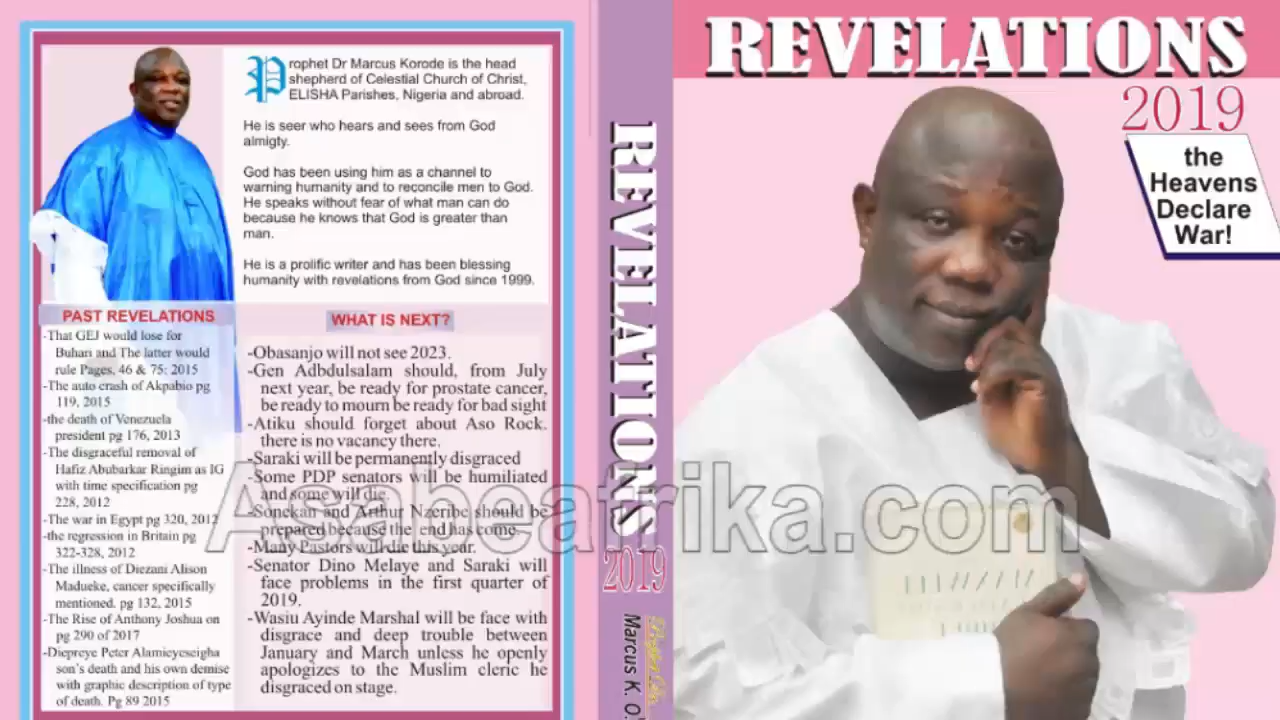 Prophet Dr Marcus Korode is the head
shepherd of Celestial Church of Christ,
ELISHA Parishes, Nigeria and abroad.
He is seer who hears and sees from God
almigty.
God has been using him as a channel to
warning humanity and to reconcile men to God.
He speaks without fear of what man can do
because he knows that God is greater than
man.
He is a prolific writer and has been blessing
humanity with revelations from God since 1999.
PAST REVELATIONS
-That GEJ would lose for
Buhari and The latter would
rule Pages, 46 & 75: 2015
-The auto crash of Akpabio pg
119, 2015
-the death of Venezuela
president pg 176, 2013
-The disgraceful removal of
Hafiz Abubarkar Ringim as IG
with time specification pg
228, 2012
-The war in Egypt pg 320, 2012
-the regression in Britain pg
322-328, 2012
-The illness of Diezani Alison
Madueke, cancer specifically
mentioned. pg 132, 2015
-The Rise of Anthony Joshua on
pg 290 of 2017
-Diepreye Peter Alamieyeseigha
son's death and his own demise
with graphic description of type
of death. Pg 89 2015
WHAT IS NEXT?
-Obasanjo will not see 2023.
-Gen Adbdulsalam should, from July
next year, be ready for prostate cancer,
be ready to mourn be ready for bad sight
-Atiku should forget about Aso Rock.
there is no vacancy there.
-Saraki will be permanently disgraced
-Some PDP senators will be humiliated
and some will die.
-Sonekan and Arthur Nzeribe should be
prepared because the end has come
-Many Pastors will die this year.
-Senator Dino Melaye and Saraki will
face problems in the first quarter of
2019.
-Wasiu Ayinde Marshal will be face with
disgrace and deep trouble between
January and March unless he openly
apologizes to the Muslim cleric he
disgraced on stage.
REVELATIONS
2019
Marcus K. O.
REVELATIONS
2019
the
Heavens
Declare
War!